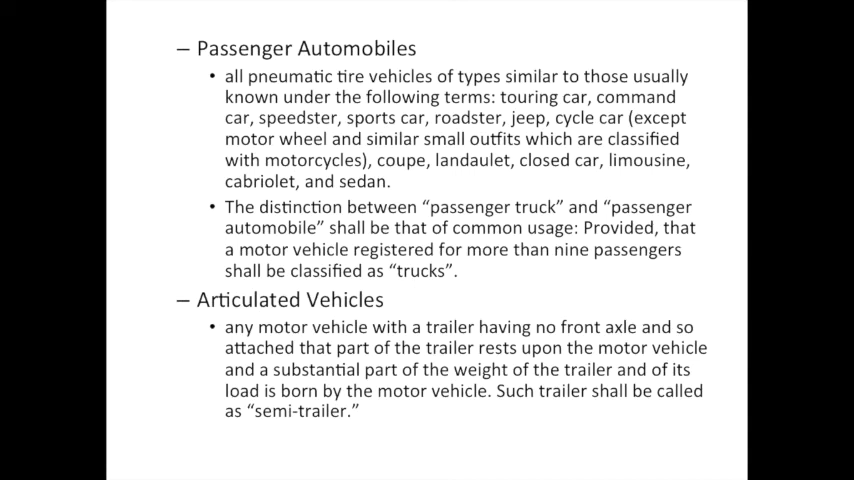 – Passenger Automobiles
• all pneumatic tire vehicles of types similar to those usually
known under the following terms: touring car, command
car, speedster, sports car, roadster, jeep, cycle car (except
motor wheel and similar small outfits which are classified
with motorcycles), coupe, landaulet, closed car, limousine,
cabriolet, and sedan.
• The distinction between “passenger truck” and “passenger
automobile” shall be that of common usage: Provided, that
a motor vehicle registered for more than nine passengers
shall be classified as “trucks”.
– Articulated Vehicles
• any motor vehicle with a trailer having no front axle and so
attached that part of the trailer rests upon the motor vehicle
and a substantial part of the weight of the trailer and of its
load is born by the motor vehicle. Such trailer shall be called
as “semi-trailer.”